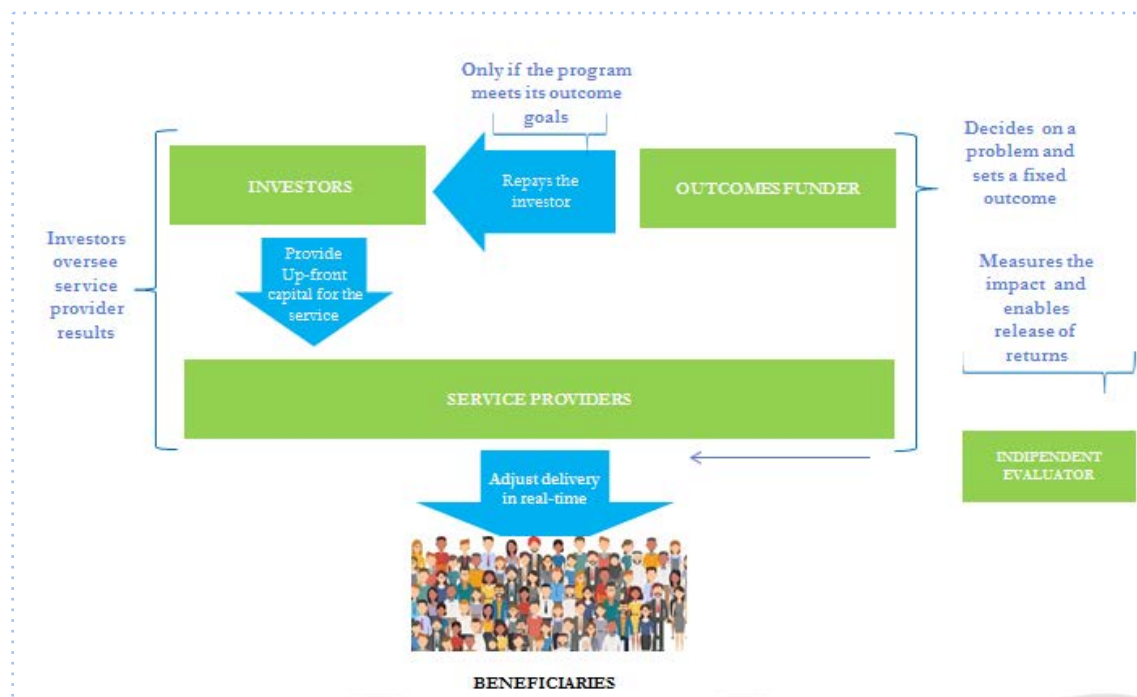 Only if the program
meets its outcome
goals
INVESTORS
Repays the
investor
OUTCOMES FUNDER
Decides on a
problem and
sets a fixed
outcome
Investors
oversee
service
provider
results
Provide
Up-front
capital for the
service
Measures the
impact and
enables
release of
returns
SERVICE PROVIDERS
INDIPENDENT
EVALUATOR
Adjust delivery
in real-time
BENEFICIARIES